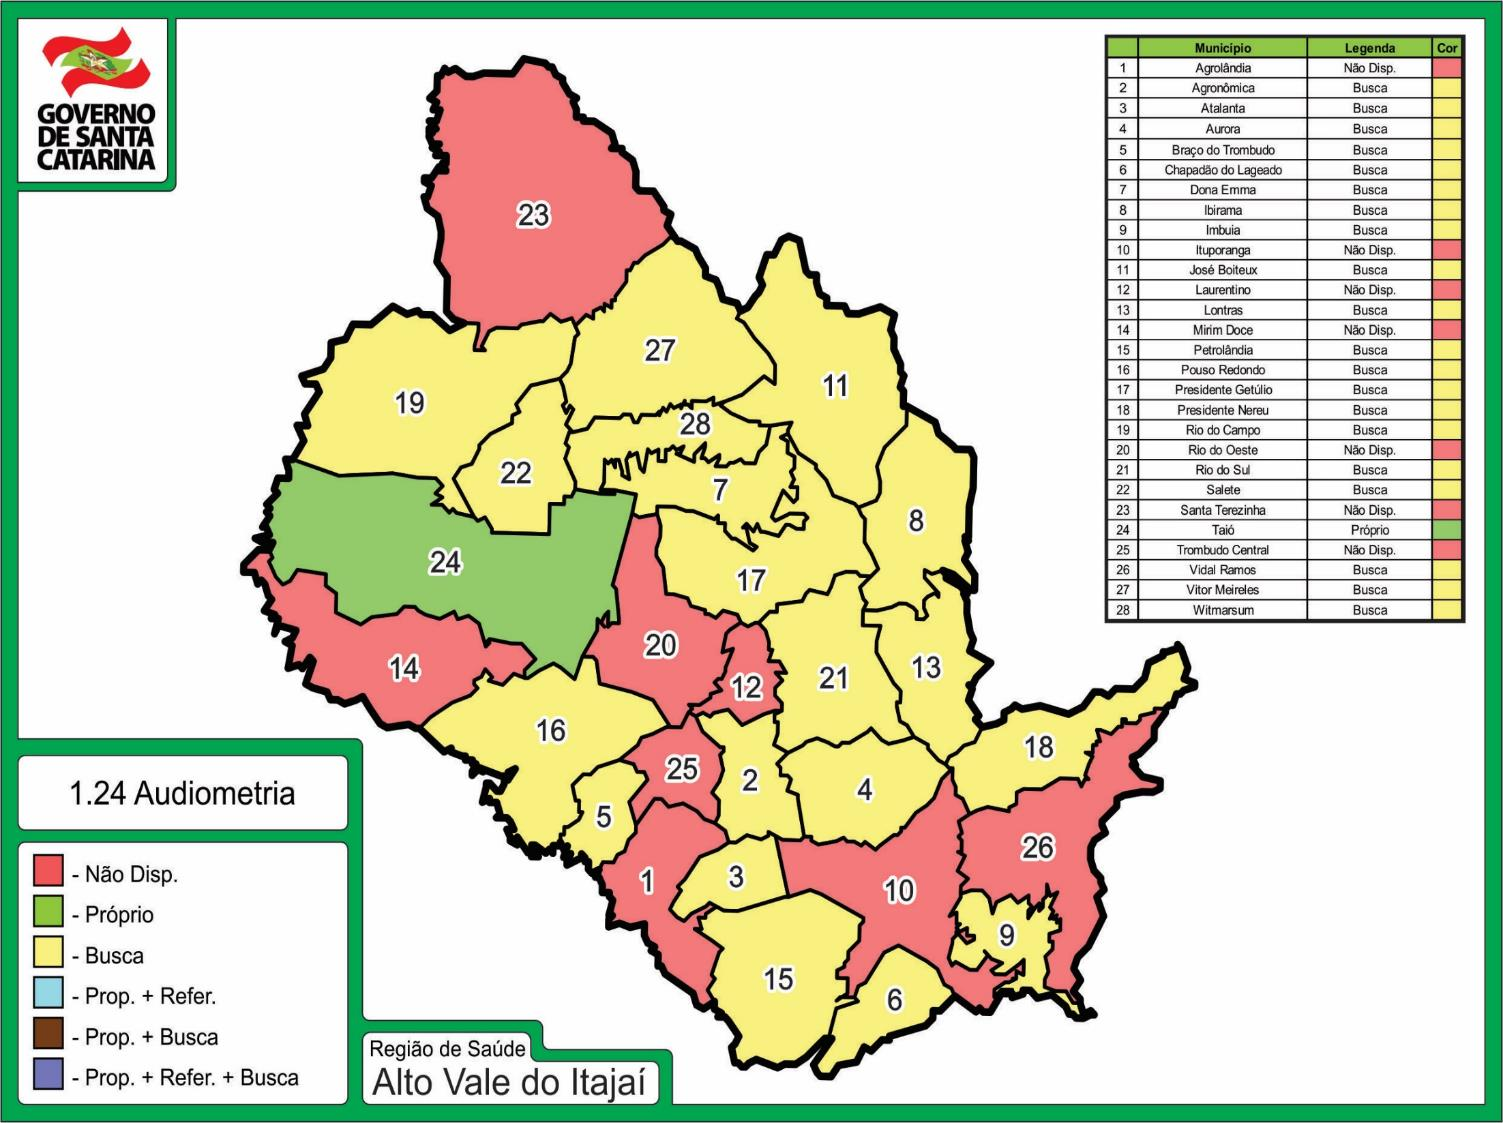 GOVERNO
DE SANTA
CATARINA
Município Legenda Cor
1 Agrolândia Não Disp.
2 Agronômica Busca
3 Atalanta Busca
4 Aurora Busca
5 Braço do Trombudo Busca
6 Chapadão do Lageado Busca
7 Dona Emma Busca
8 Ibirama Busca
9 Imbuia Busca
10 Ituporanga Não Disp.
11 José Boiteux Busca
12 Laurentino Não Disp.
13 Lontras Busca
14 Mirim Doce Não Disp.
15 Petrolândia Busca
16 Pouso Redondo Busca
17 Presidente Getúlio Busca
18 Presidente Nereu Busca
19 Rio do Campo Busca
20 Rio do Oeste Não Disp.
21 Rio do Sul Busca
22 Salete Busca
23 Santa Terezinha Não Disp.
24 Taió Próprio
25 Trombudo Central Não Disp.
26 Vidal Ramos Busca
27 Vitor Meireles Busca
28 Witmarsum Busca
23
27
11
19
28
22
7
8
24
17
20
14
12
21
13
16
18
25
2
4
5
26
3
1
10
9
15
6
1.24 Audiometria
- Não Disp.
- Próprio
- Busca
- Prop. + Refer.
- Prop. + Busca
- Prop. + Refer. + Busca
Região de Saúde
Alto Vale do Itajaí